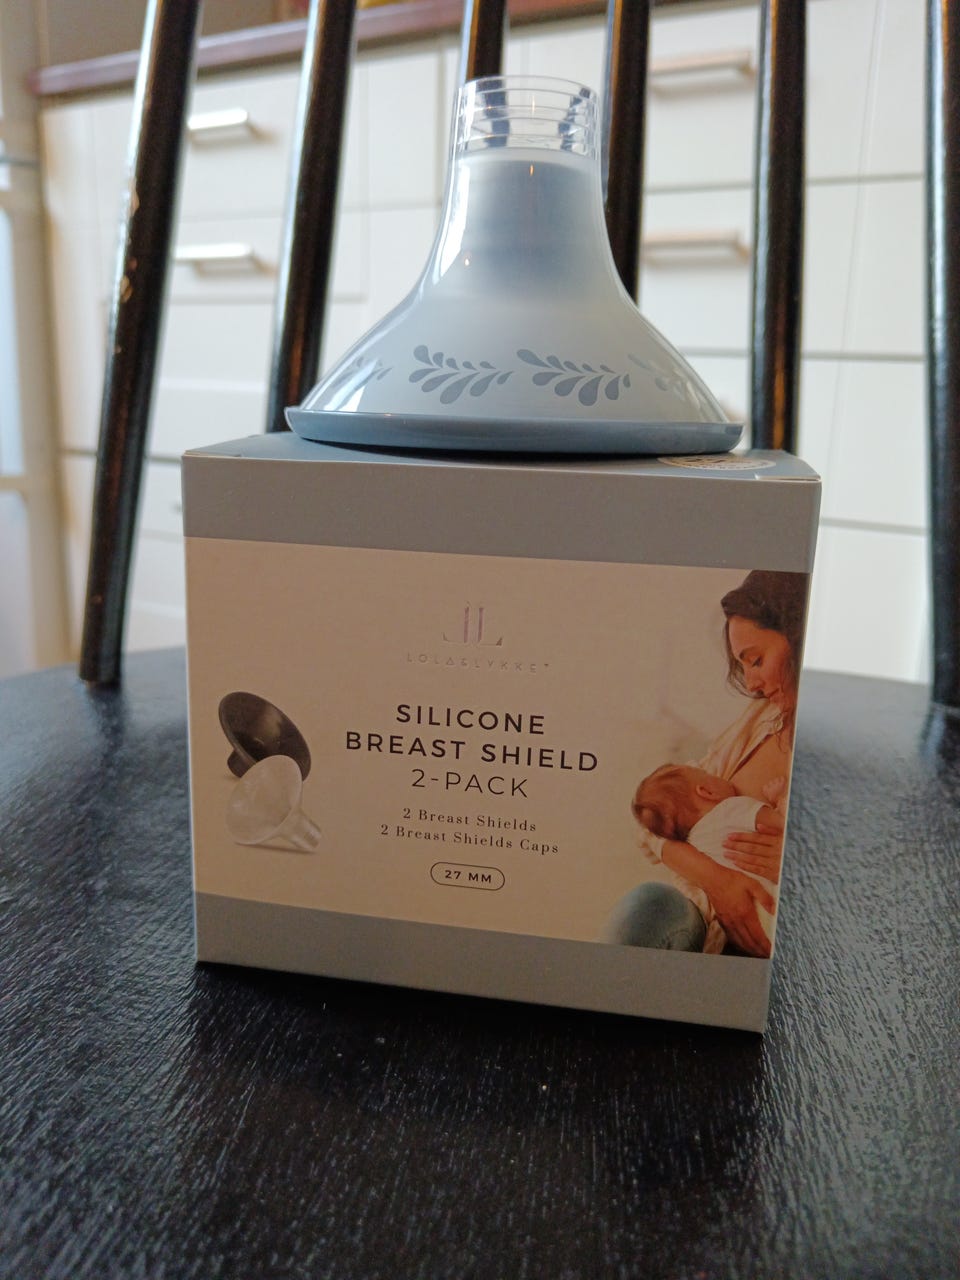 LOLA&LYKKE
SILICONE
BREAST SHIELD
2-PACK
2 Breast Shields
2 Breast Shields Caps
27 MM